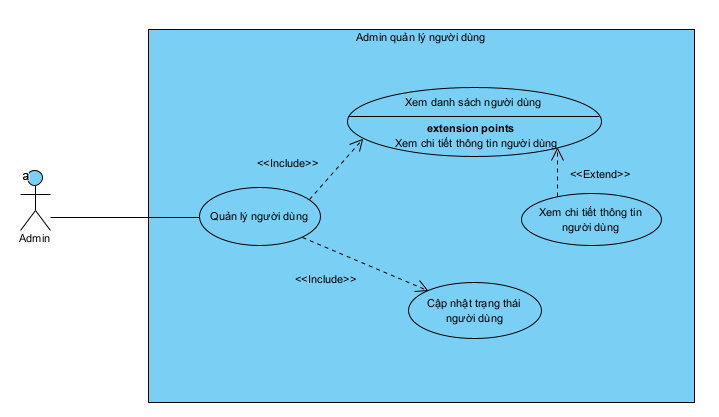 Admin quản lý người dùng
Xem danh sách người dùng
extension points
Xem chi tiết thông tin người dùng
<<Include>>
<<Extend>>
a
Admin
Quản lý người dùng
Xem chi tiết thông tin
người dùng
<<Include>>
Cập nhật trạng thái
người dùng